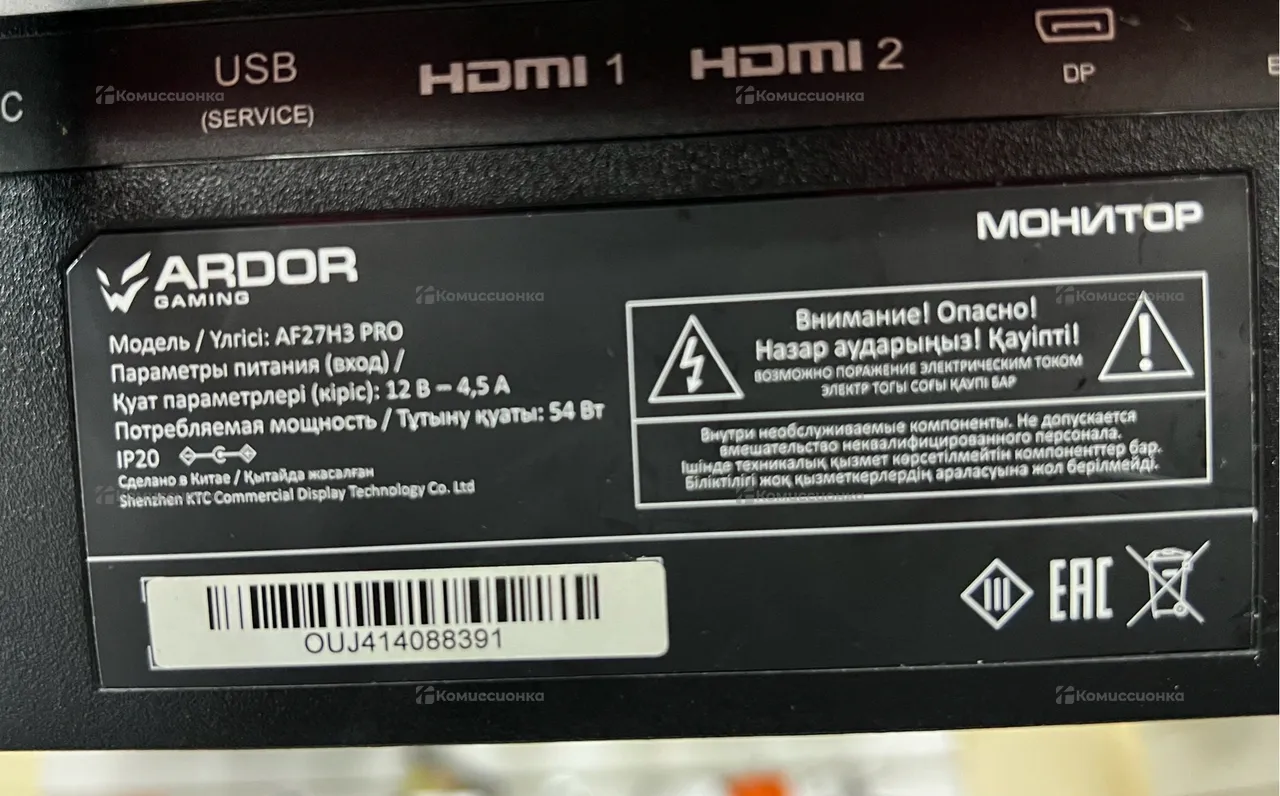 C
USB
(SERVICE)
HDMI 1
HDMI 2
DP
МОНИТОР
ARDOR
GAMING
Модель / Үлгісі: AF27H3 PRO
Параметры питания (вход) /
Қуат параметрлері (кіріс): 12 В – 4,5 А
Потребляемая мощность / Тұтыну қуаты: 54 Вт
IP20
Сделано в Китае / Қытайда жасалған
Shenzhen KTC Commercial Display Technology Co. Ltd
Внимание! Опасно!
Назар аударыңыз! Қауіпті!
ВОЗМОЖНО ПОРАЖЕНИЕ ЭЛЕКТРИЧЕСКИМ ТОКОМ
ЭЛЕКТР ТОГЫ СОҒЫ ҚАУПІ БАР
Внутри необслуживаемые компоненты. Не допускается
вмешательство неквалифицированного персонала.
Ішінде техникалық қызмет көрсетілмейтін компоненттер бар.
Біліктілігі жоқ қызметкерлердің араласуына жол берілмейді.
OUJ414088391
III
EAC
Комиссионка
Комиссионка
Комиссионка
Комиссионка
Комиссионка
Комиссионка
Комиссионка
Комиссионка